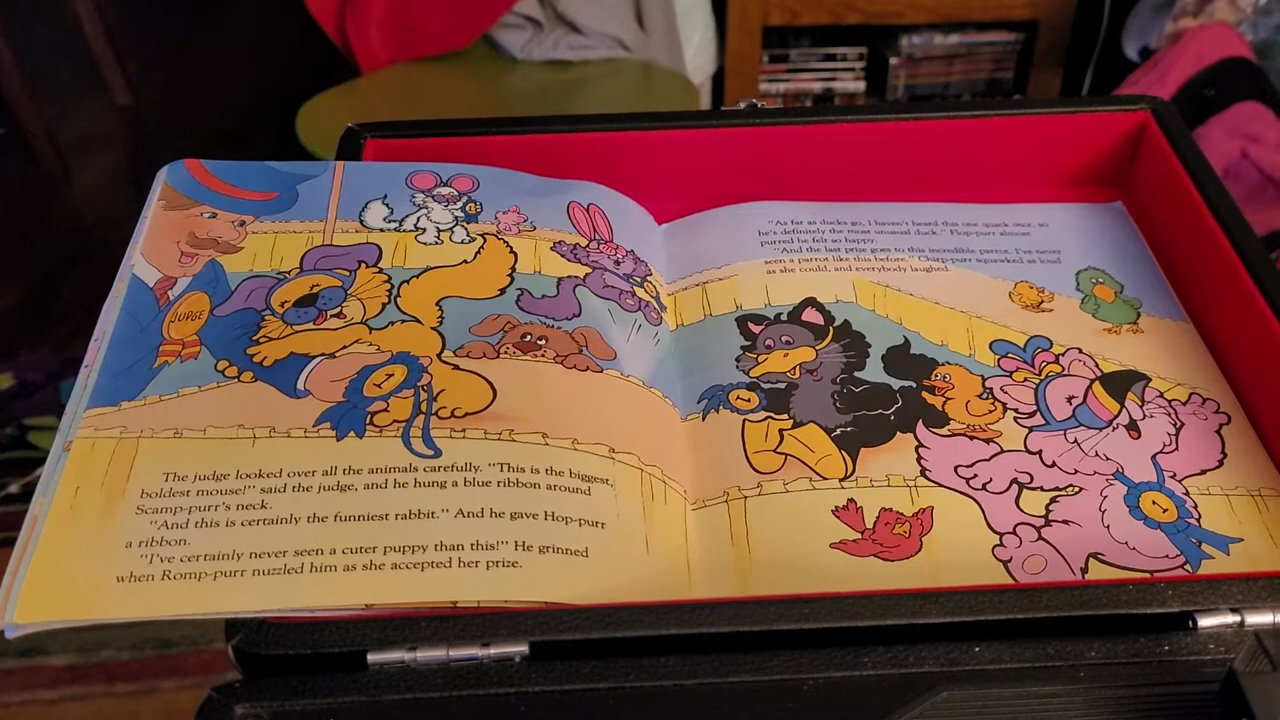 JUDGE
1
The judge looked over all the animals carefully. "This is the biggest,
boldest mouse!" said the judge, and he hung a blue ribbon around
Scamp-purr's neck.
"And this is certainly the funniest rabbit." And he gave Hop-purr
a ribbon.
"I've certainly never seen a cuter puppy than this!" He grinned
when Romp-purr nuzzled him as she accepted her prize.
"As far as ducks go, I haven't heard this one quack once, so
he's definitely the most unusual duck." Flop-purr almost
purred he felt so happy.
"And the last prize goes to this incredible parrot. I've never
seen a parrot like this before." Chirp-purr squawked as loud
as she could, and everybody laughed.
1
1